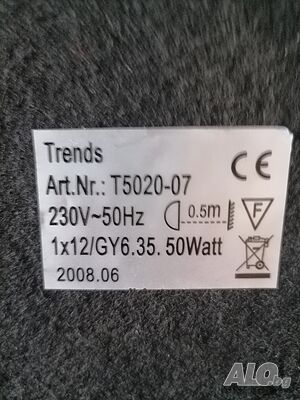 Trends
CE
Art.Nr.: T5020-07
230V~50Hz 0.5m F
1x12/GY6.35. 50Watt
2008.06
ALO.bg